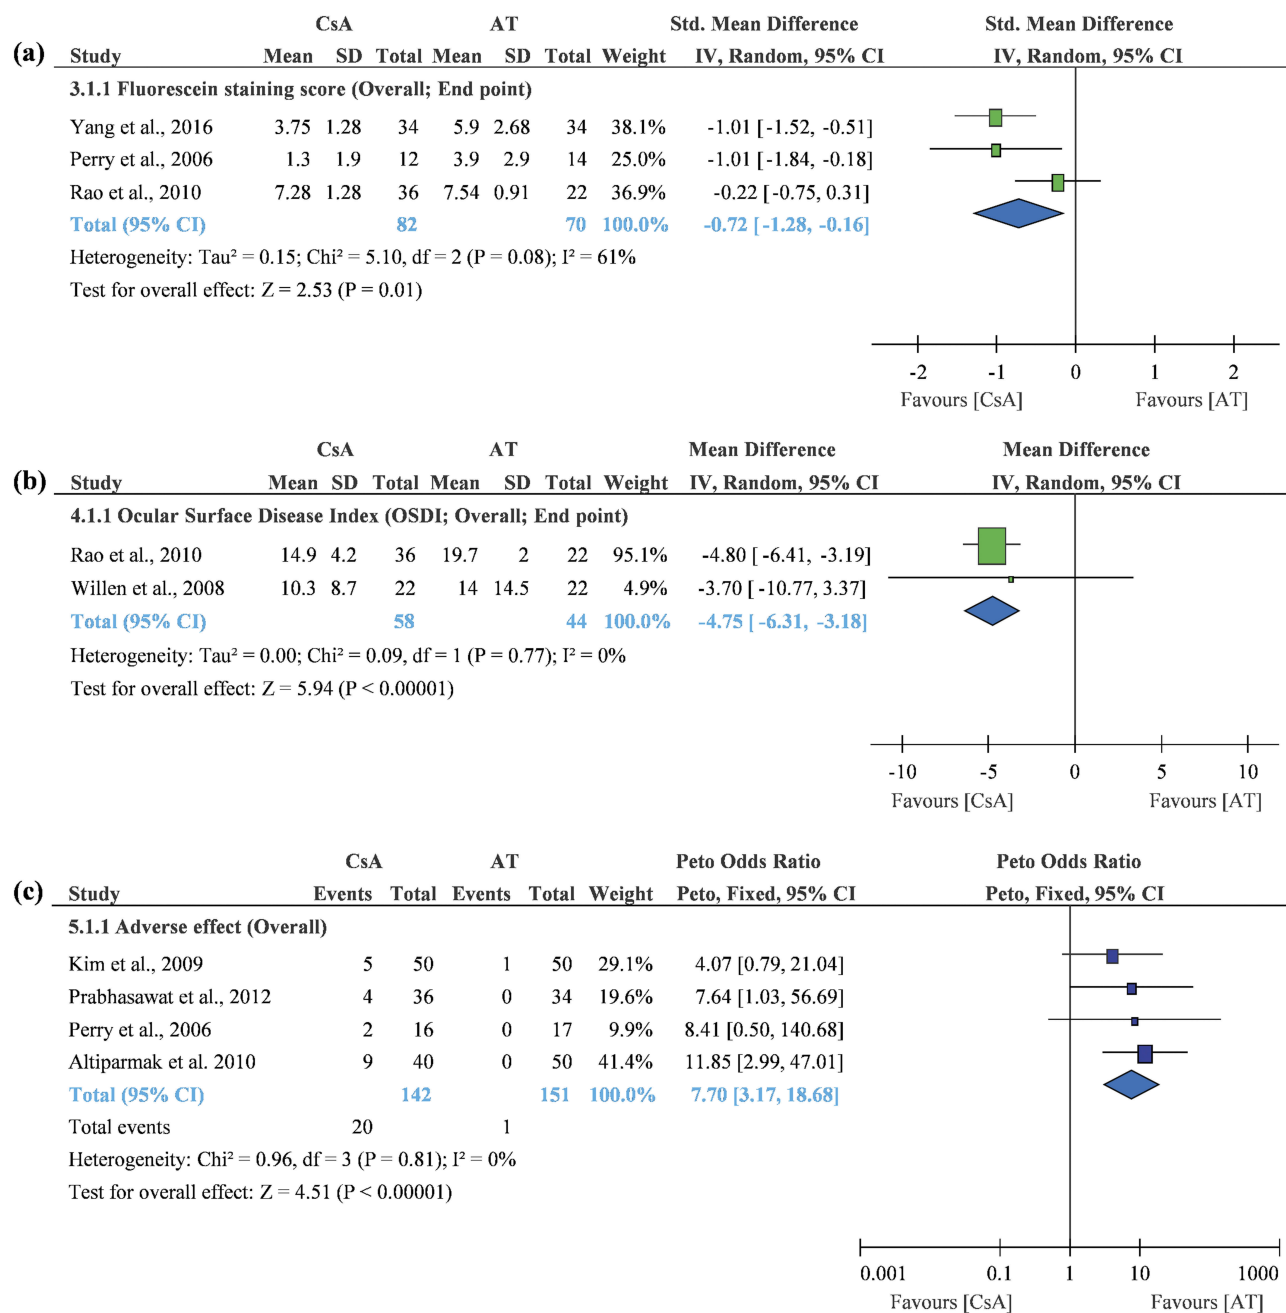 CsA AT Std. Mean Difference Std. Mean Difference
(a) Study Mean SD Total Mean SD Total Weight IV, Random, 95% CI IV, Random, 95% CI
3.1.1 Fluorescein staining score (Overall; End point)
Yang et al., 2016 3.75 1.28 34 5.9 2.68 34 38.1% -1.01 [-1.52, -0.51]
Perry et al., 2006 1.3 1.9 12 3.9 2.9 14 25.0% -1.01 [-1.84, -0.18]
Rao et al., 2010 7.28 1.28 36 7.54 0.91 22 36.9% -0.22 [-0.75, 0.31]
Total (95% CI) 82 70 100.0% -0.72 [-1.28, -0.16]
Heterogeneity: Tau² = 0.15; Chi² = 5.10, df = 2 (P = 0.08); I² = 61%
Test for overall effect: Z = 2.53 (P = 0.01)
-2 -1 0 1 2
Favours [CsA] Favours [AT]
CsA AT Mean Difference Mean Difference
(b) Study Mean SD Total Mean SD Total Weight IV, Random, 95% CI IV, Random, 95% CI
4.1.1 Ocular Surface Disease Index (OSDI; Overall; End point)
Rao et al., 2010 14.9 4.2 36 19.7 2 22 95.1% -4.80 [-6.41, -3.19]
Willen et al., 2008 10.3 8.7 22 14 14.5 22 4.9% -3.70 [-10.77, 3.37]
Total (95% CI) 58 44 100.0% -4.75 [-6.31, -3.18]
Heterogeneity: Tau² = 0.00; Chi² = 0.09, df = 1 (P = 0.77); I² = 0%
Test for overall effect: Z = 5.94 (P < 0.00001)
-10 -5 0 5 10
Favours [CsA] Favours [AT]
CsA AT Peto Odds Ratio Peto Odds Ratio
(c) Study Events Total Events Total Weight Peto, Fixed, 95% CI Peto, Fixed, 95% CI
5.1.1 Adverse effect (Overall)
Kim et al., 2009 5 50 1 50 29.1% 4.07 [0.79, 21.04]
Prabhasawat et al., 2012 4 36 0 34 19.6% 7.64 [1.03, 56.69]
Perry et al., 2006 2 16 0 17 9.9% 8.41 [0.50, 140.68]
Altiparmak et al. 2010 9 40 0 50 41.4% 11.85 [2.99, 47.01]
Total (95% CI) 142 151 100.0% 7.70 [3.17, 18.68]
Total events 20 1
Heterogeneity: Chi² = 0.96, df = 3 (P = 0.81); I² = 0%
Test for overall effect: Z = 4.51 (P < 0.00001)
0.001 0.1 1 10 1000
Favours [CsA] Favours [AT]